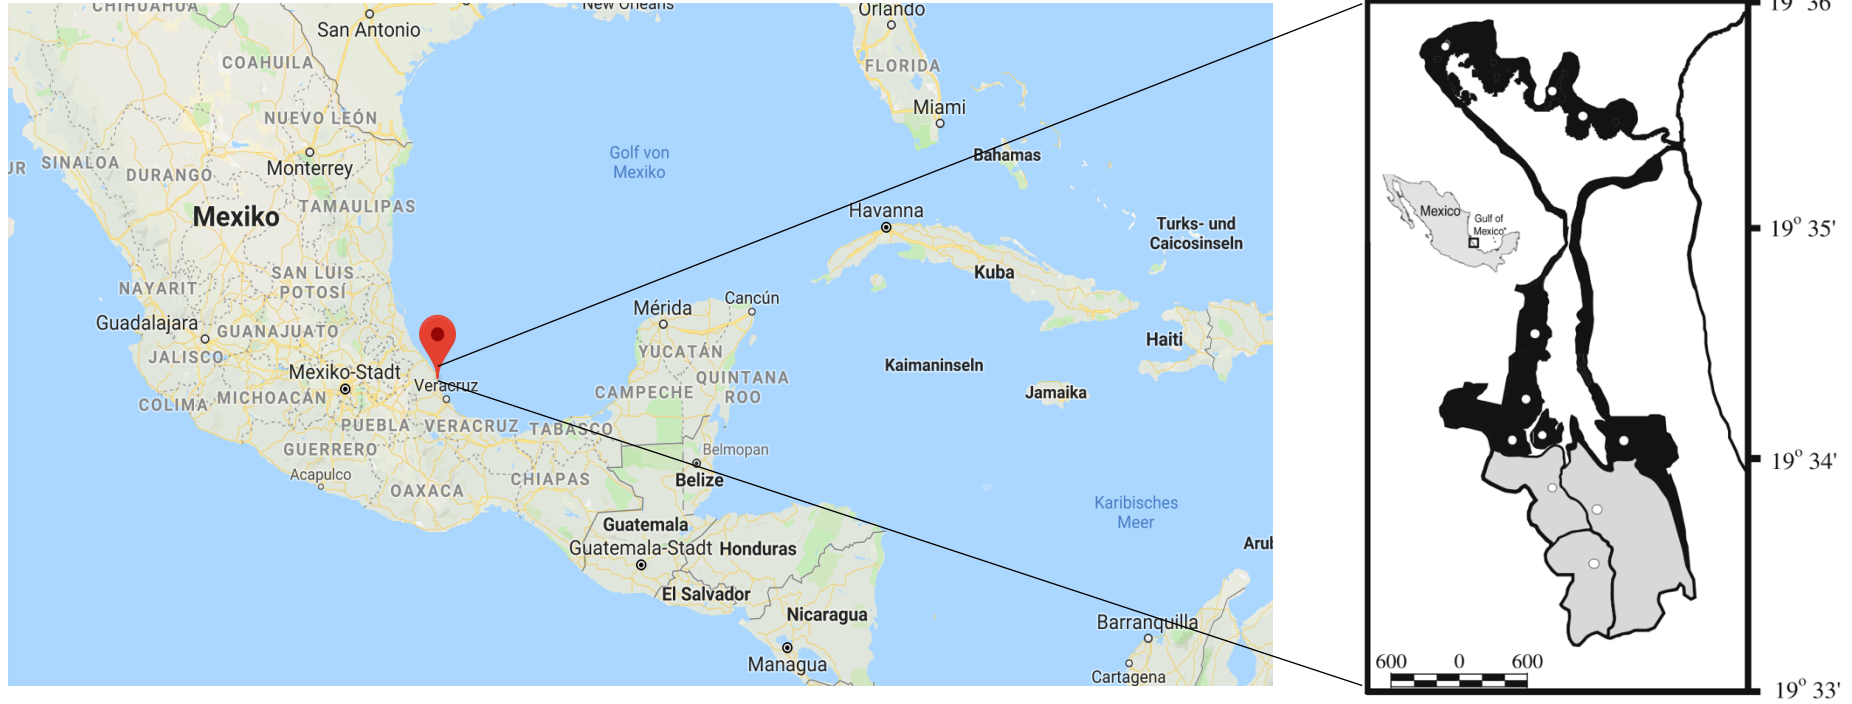 CHIHUAHUA
San Antonio
New Orleans
Orlando
COAHUILA
FLORIDA
NUEVO LEÓN
Miami
Golf von
Mexiko
Bahamas
SINALOA
Monterrey
UR
DURANGO
TAMAULIPAS
Mexiko
Havanna
Turks- und
Caicosinseln
SAN LUIS
POTOSÍ
Kuba
NAYARIT
Mérida
Cancún
Guadalajara
GUANAJUATO
Haiti
JALISCO
YUCATÁN
Kaimaninseln
Mexiko-Stadt
Veracruz
QUINTANA
ROO
CAMPECHE
Jamaika
COLIMA
MICHOACÁN
PUEBLA
VERACRUZ
TABASCO
GUERRERO
Belmopan
Acapulco
OAXACA
CHIAPAS
Belize
Karibisches
Meer
Guatemala
Guatemala-Stadt
Honduras
Arub
El Salvador
Nicaragua
Barranquilla
Managua
Cartagena
19° 36'
Mexico
Gulf of
Mexico
19° 35'
19° 34'
600 0 600
19° 33'